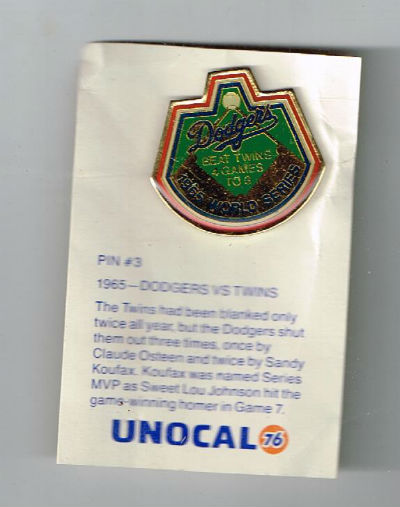 Dodgers
BEAT TWINS
4 GAMES
TO 3
1965 WORLD SERIES
PIN #3
1965—DODGERS VS TWINS
The Twins had been blanked only
twice all year, but the Dodgers shut
them out three times, once by
Claude Osteen and twice by Sandy
Koufax. Koufax was named Series
MVP as Sweet Lou Johnson hit the
game-winning homer in Game 7.
UNOCAL 76